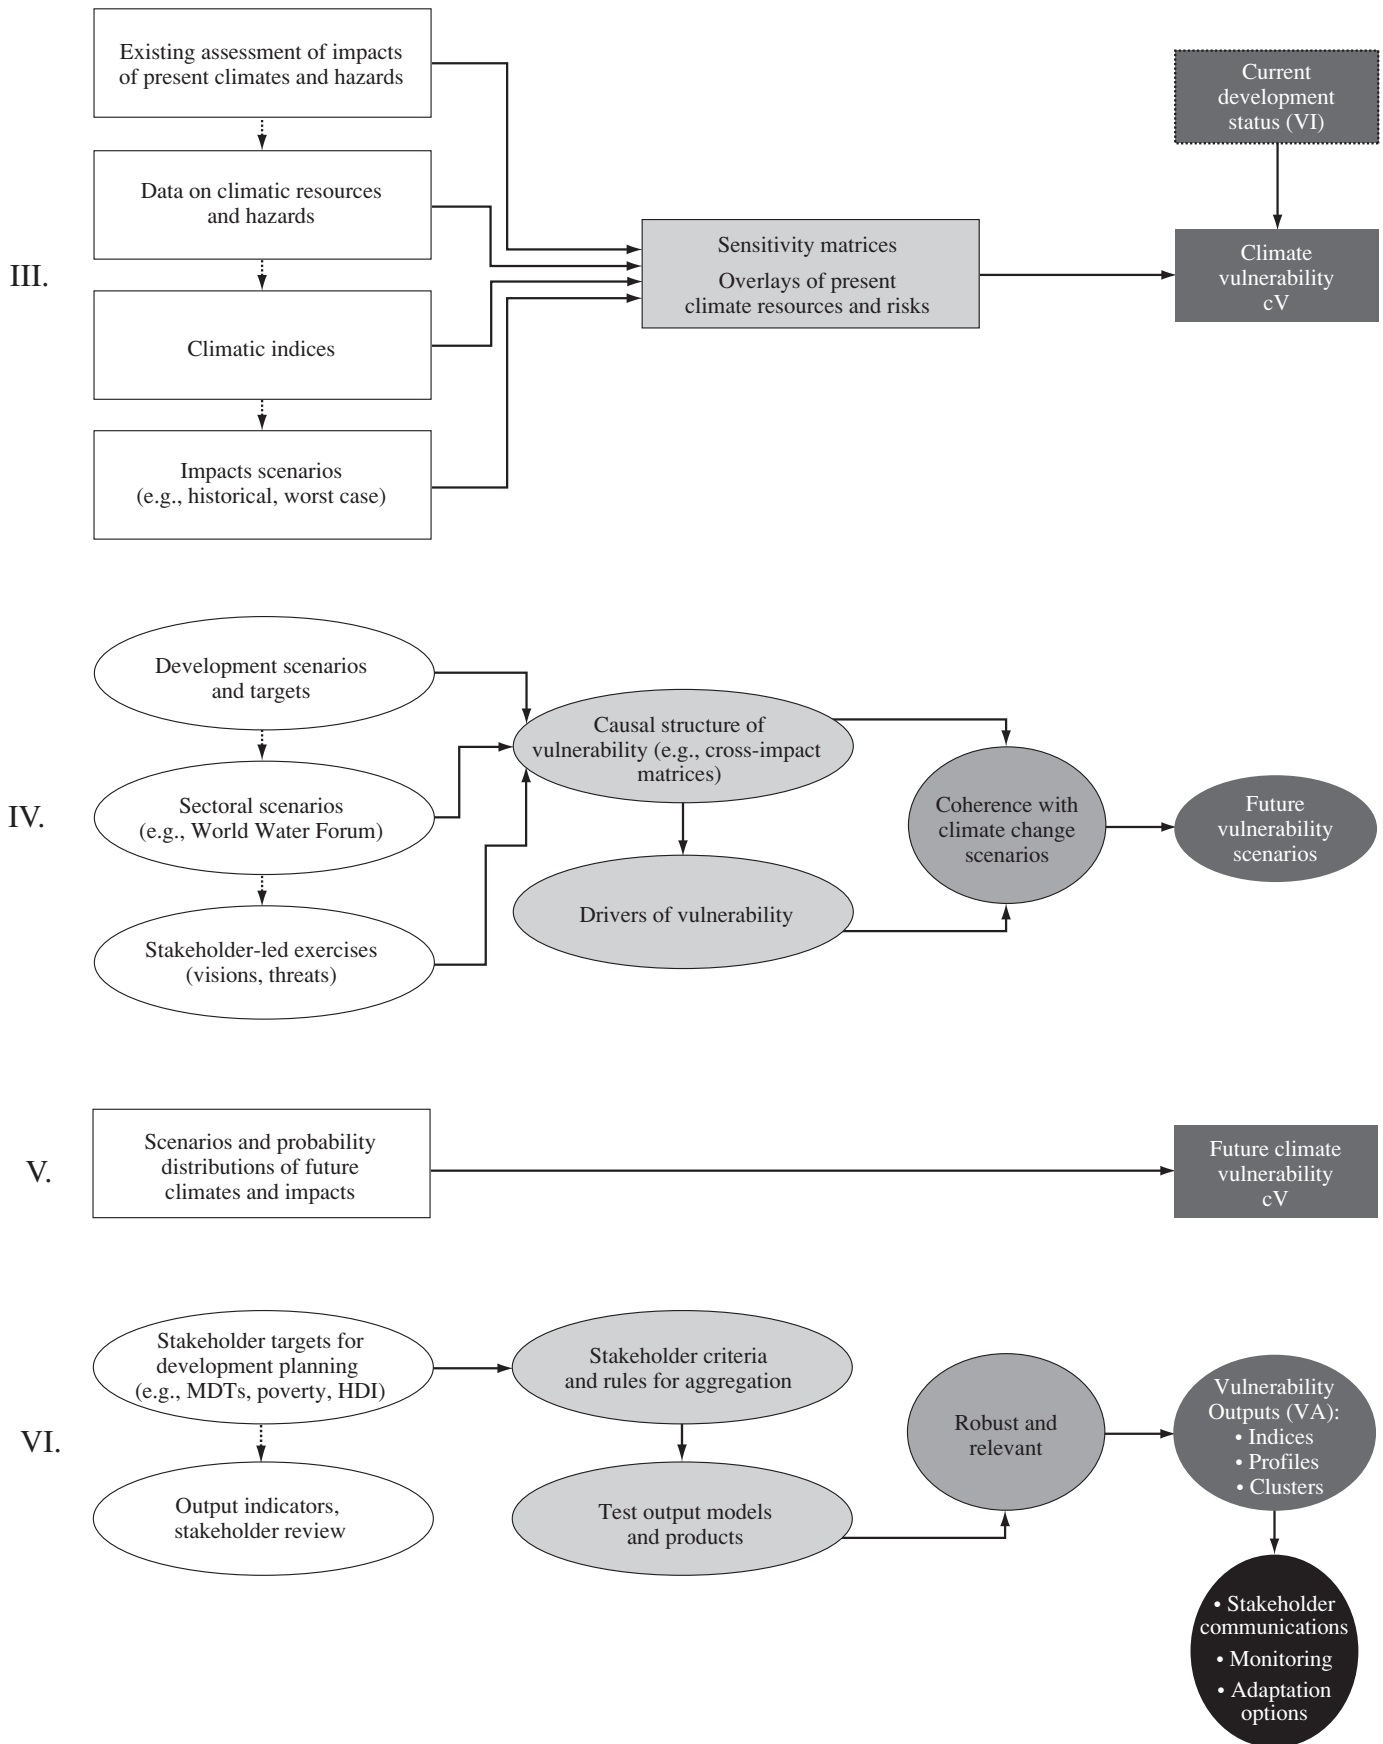 III.
Existing assessment of impacts
of present climates and hazards
Data on climatic resources
and hazards
Climatic indices
Impacts scenarios
(e.g., historical, worst case)
Sensitivity matrices
Overlays of present
climate resources and risks
Current
development
status (VI)
Climate
vulnerability
cV
IV.
Development scenarios
and targets
Sectoral scenarios
(e.g., World Water Forum)
Stakeholder-led exercises
(visions, threats)
Causal structure of
vulnerability (e.g., cross-impact
matrices)
Drivers of vulnerability
Coherence with
climate change
scenarios
Future
vulnerability
scenarios
V.
Scenarios and probability
distributions of future
climates and impacts
Future climate
vulnerability
cV
VI.
Stakeholder targets for
development planning
(e.g., MDTs, poverty, HDI)
Output indicators,
stakeholder review
Stakeholder criteria
and rules for aggregation
Test output models
and products
Robust and
relevant
Vulnerability
Outputs (VA):
• Indices
• Profiles
• Clusters
• Stakeholder
communications
• Monitoring
• Adaptation
options